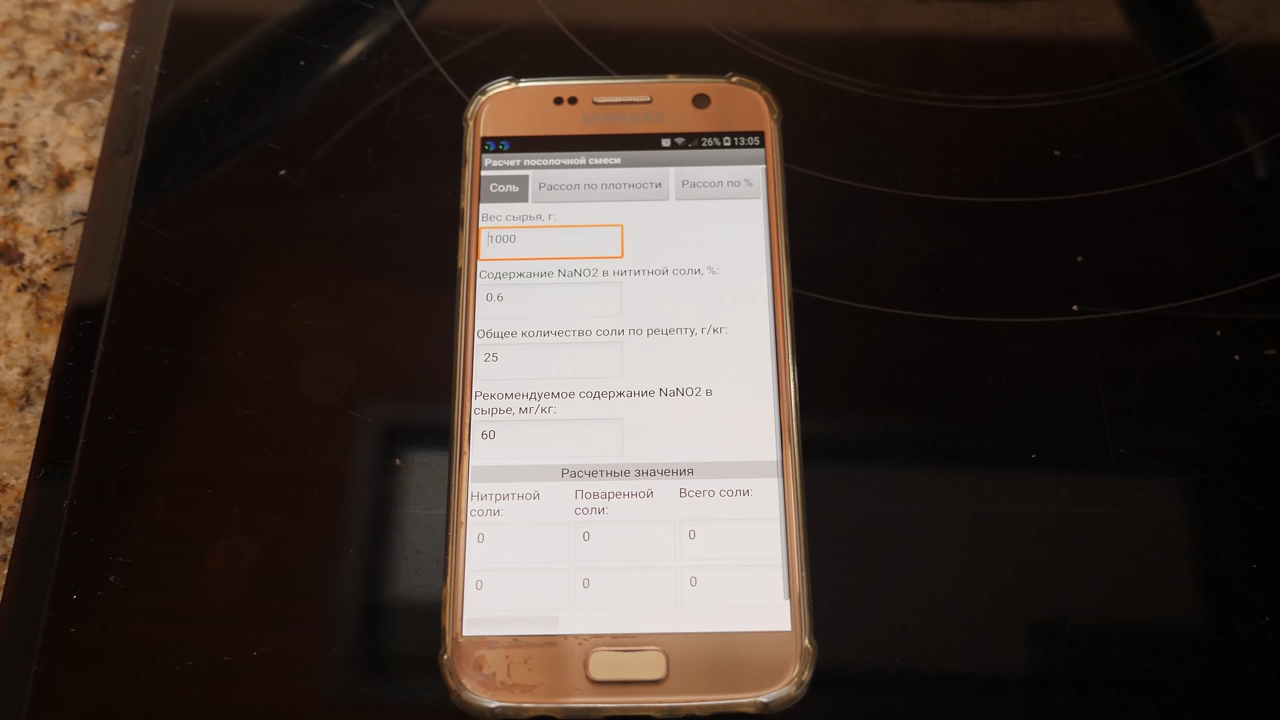 SAMSUNG
26% 13:05
Расчет посолочной смеси
Соль Рассол по плотности Рассол по %
Вес сырья, г:
1000
Содержание NaNO2 в нититной соли, %:
0.6
Общее количество соли по рецепту, г/кг:
25
Рекомендуемое содержание NaNO2 в
сырье, мг/кг:
60
Расчетные значения
Нитритной Поваренной Всего соли:
соли: соли:
0 0 0
0 0 0